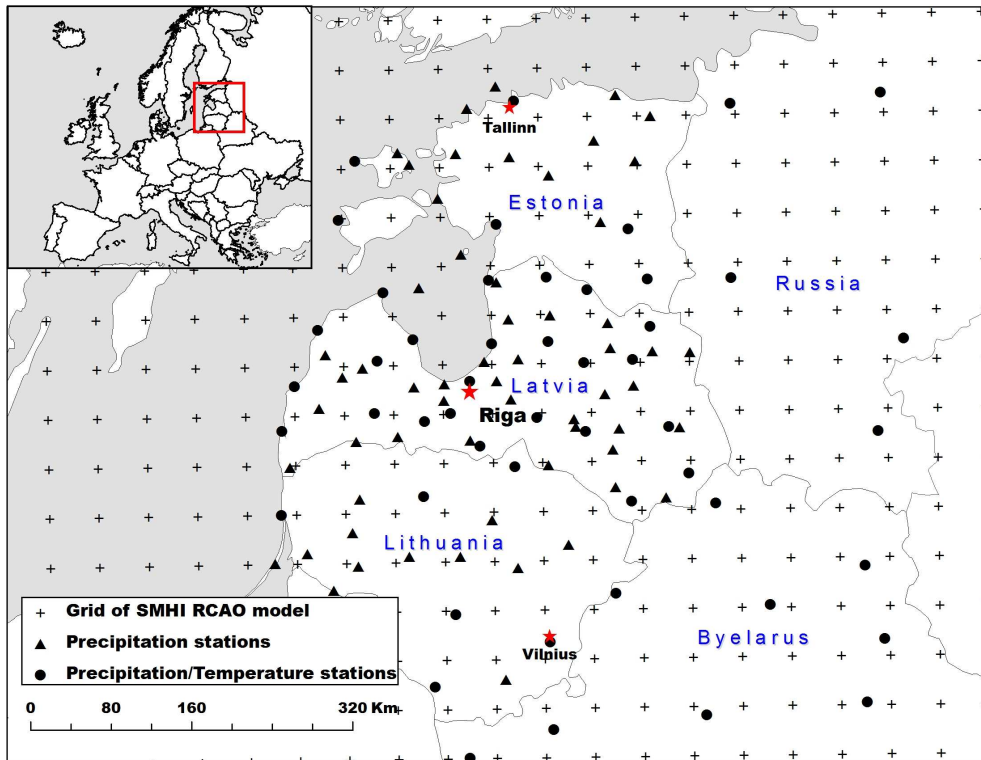 Tallinn
Estonia
Russia
Latvia
Riga
Lithuania
Grid of SMHI RCAO model
Precipitation stations
Precipitation/Temperature stations
Vilnius
Byelarus
0 80 160 320 Km